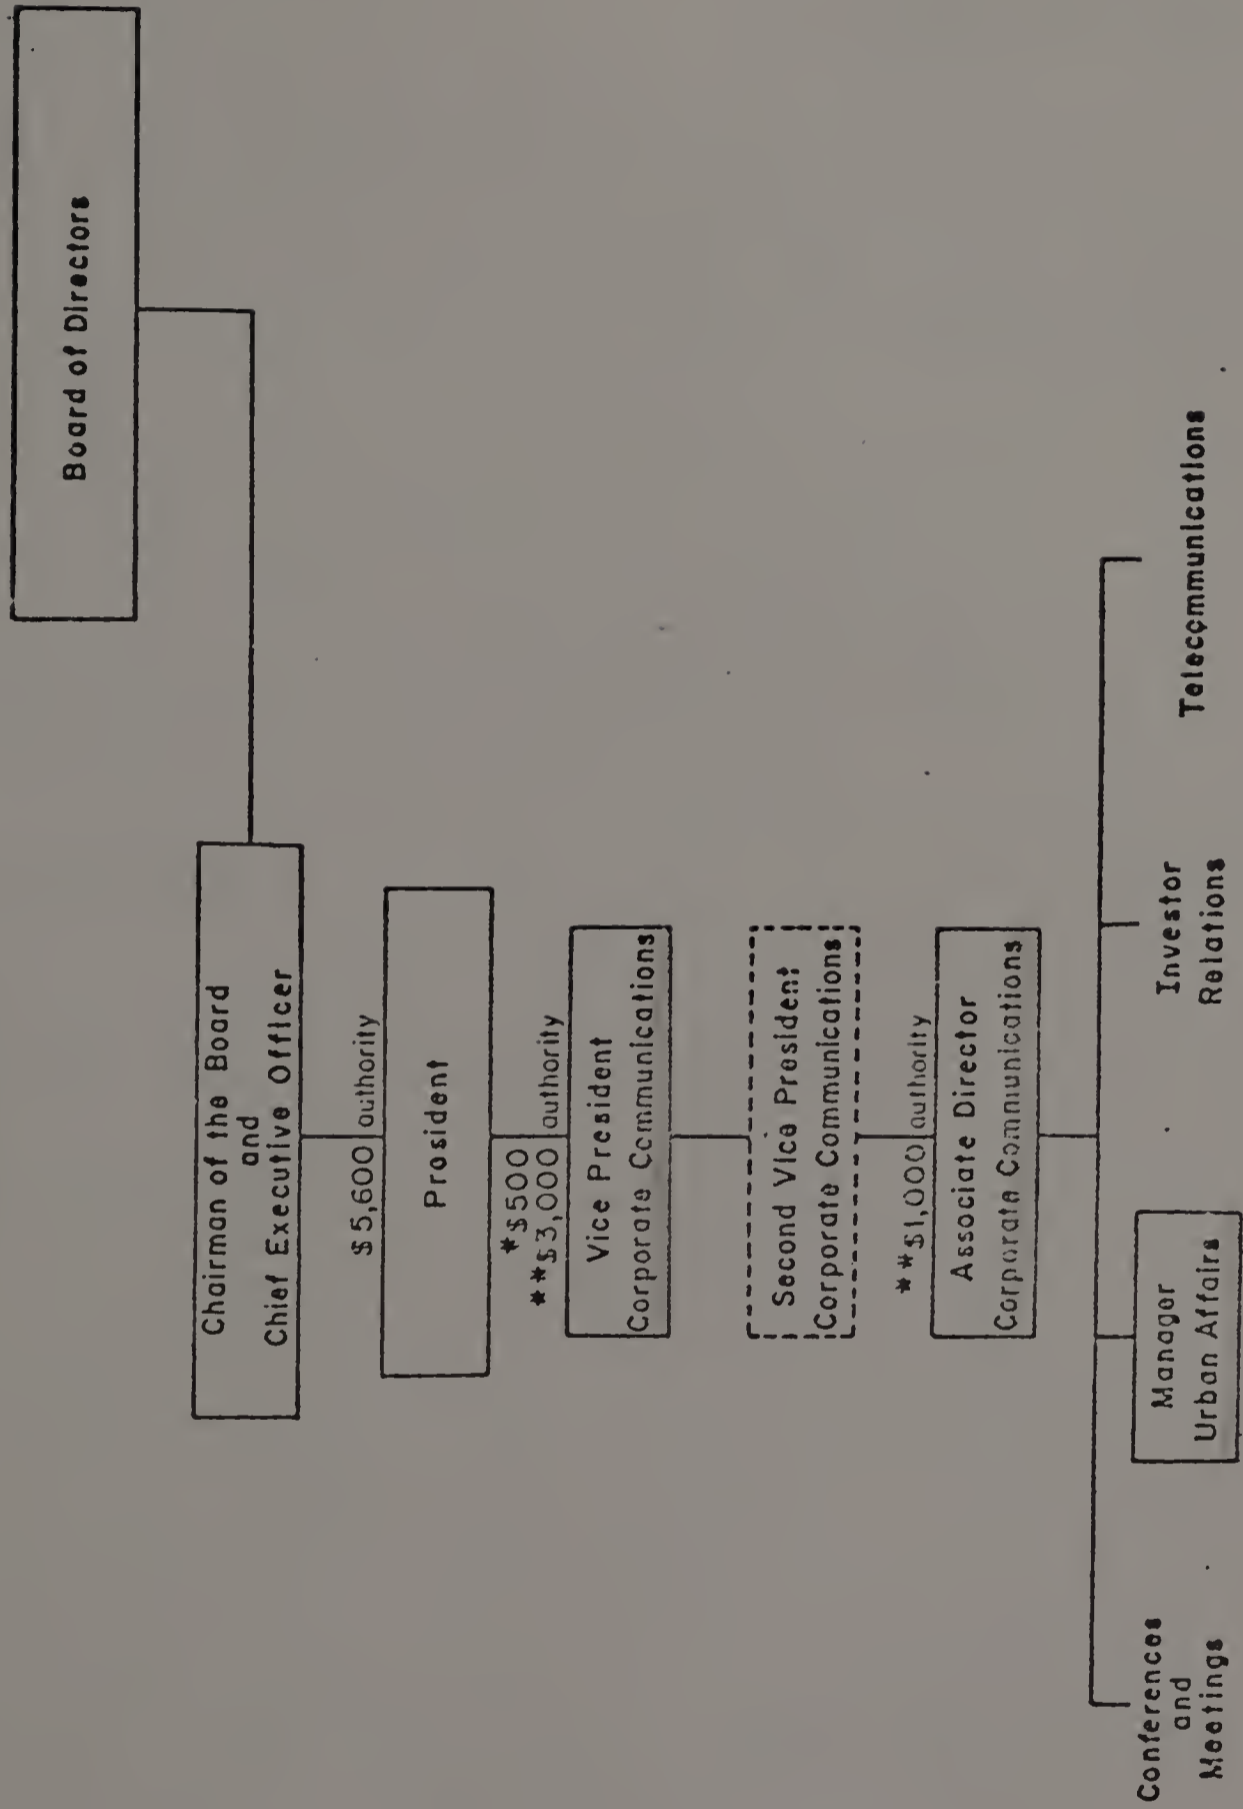 Board of Directors
Chairman of the Board
and
Chief Executive Officer
$5,600 authority
President
*$500
**$3,000 authority
Vice President
Corporate Communications
Second Vice President
Corporate Communications
**$1,000 authority
Associate Director
Corporate Communications
Conferences
and
Meetings
Manager
Urban Affairs
Investor
Relations
Telecommunications